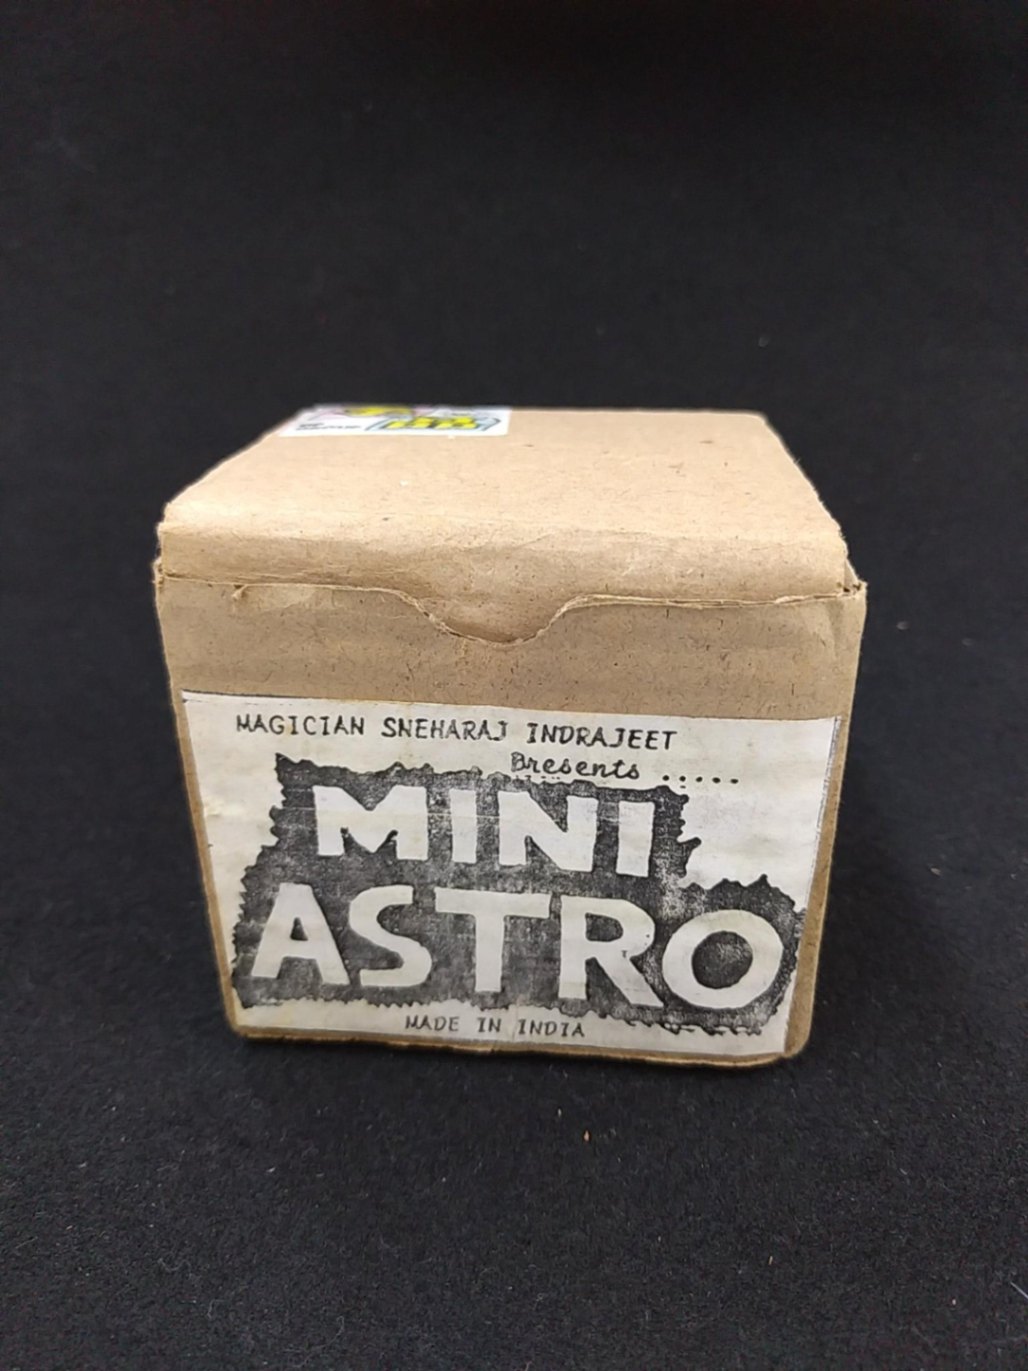 MAGICIAN SNEHARAJ INDRAJEET
Presents .....
MINI
ASTRO
MADE IN INDIA